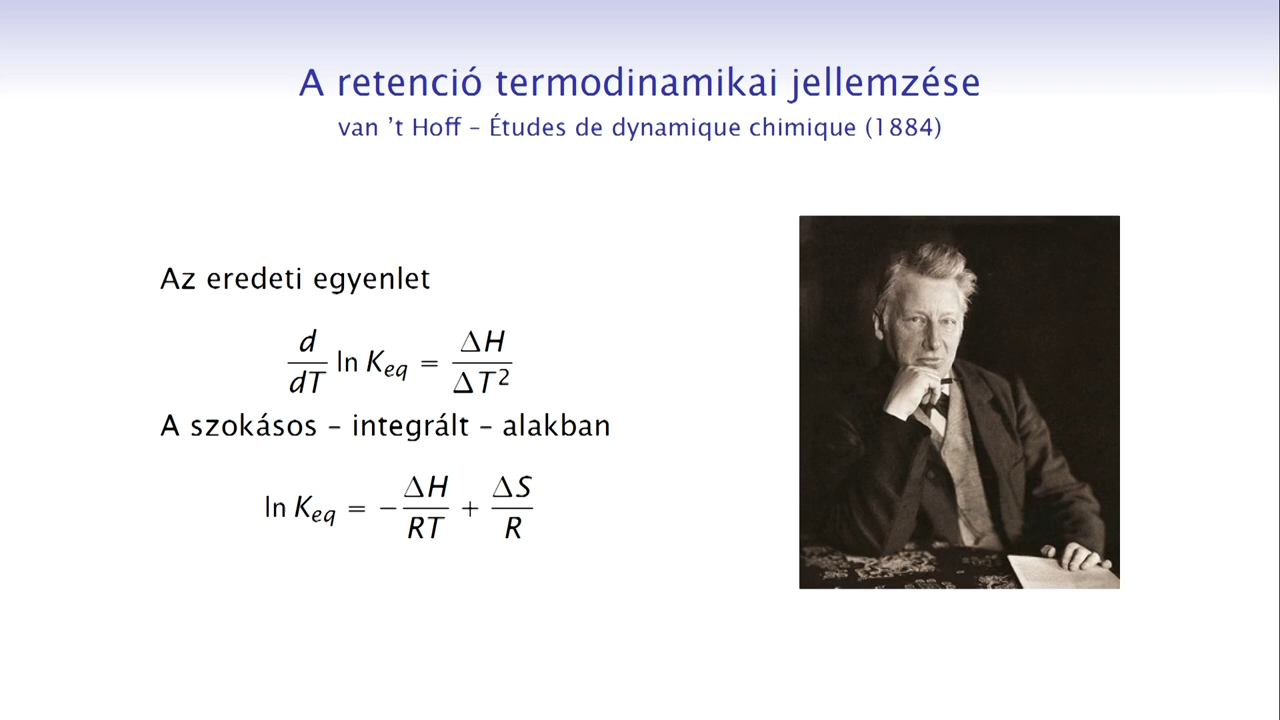 A retenció termodinamikai jellemzése
van ’t Hoff – Études de dynamique chimique (1884)
Az eredeti egyenlet
d/dT ln K_eq = ΔH/ΔT²
A szokásos – integrált – alakban
ln K_eq = −ΔH/RT + ΔS/R